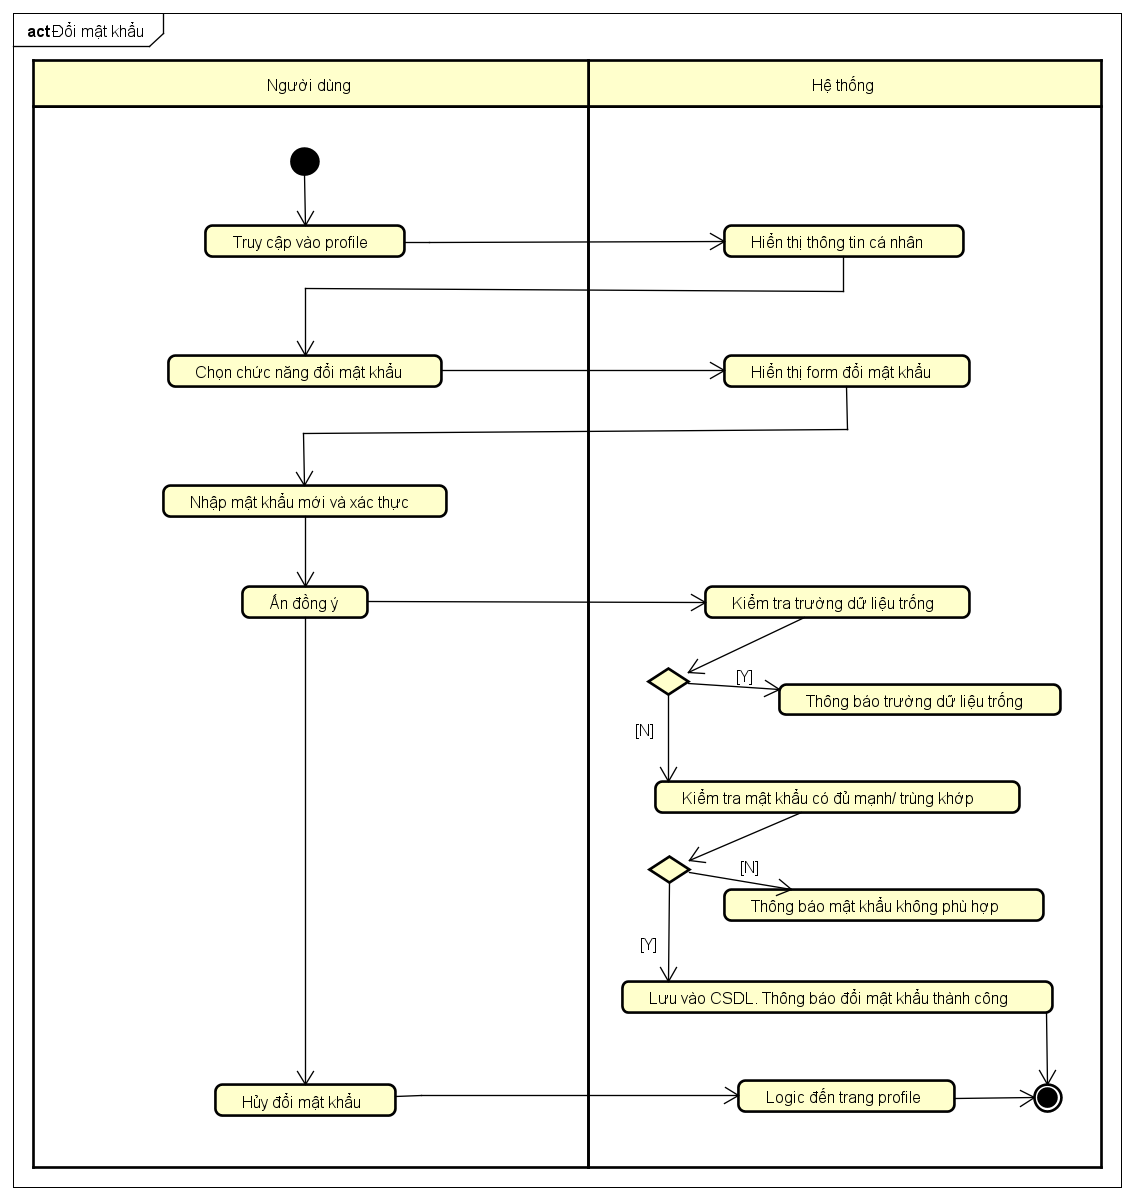 act Đổi mật khẩu
Người dùng
Hệ thống
Truy cập vào profile
Hiển thị thông tin cá nhân
Chọn chức năng đổi mật khẩu
Hiển thị form đổi mật khẩu
Nhập mật khẩu mới và xác thực
Ấn đồng ý
Kiểm tra trường dữ liệu trống
[Y]
Thông báo trường dữ liệu trống
[N]
Kiểm tra mật khẩu có đủ mạnh/ trùng khớp
[N]
Thông báo mật khẩu không phù hợp
[Y]
Lưu vào CSDL. Thông báo đổi mật khẩu thành công
Hủy đổi mật khẩu
Logic đến trang profile